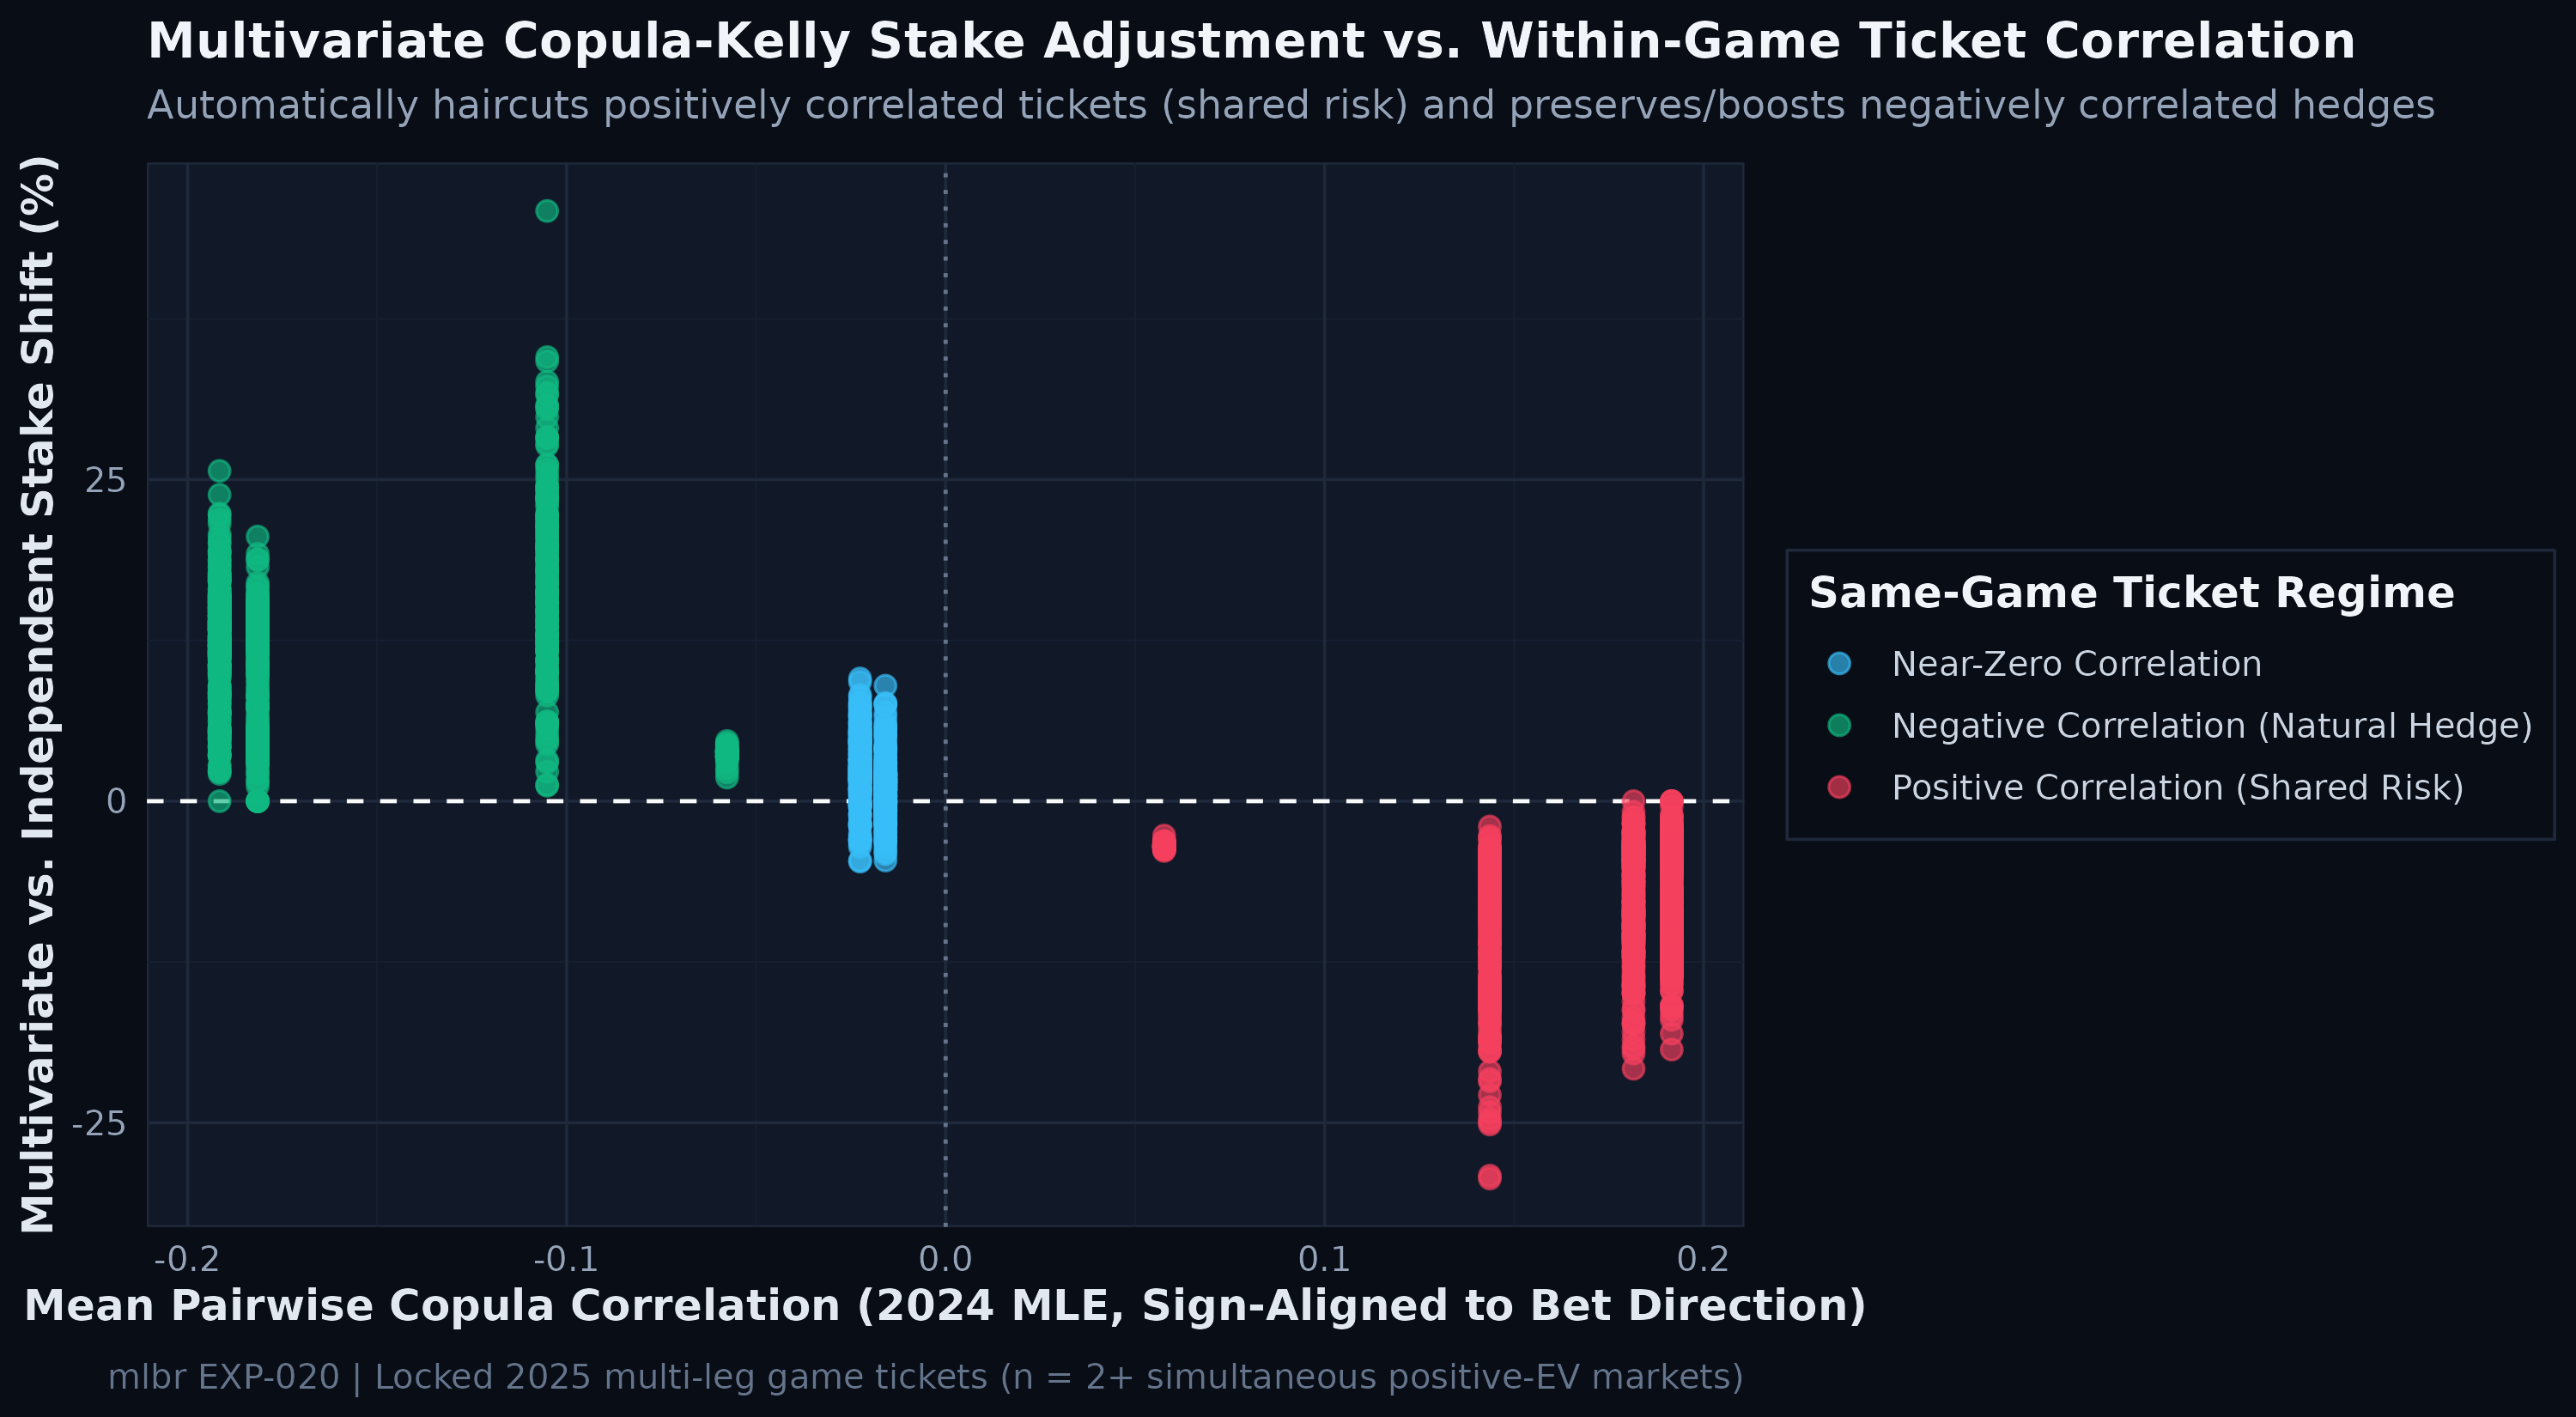 Multivariate Copula-Kelly Stake Adjustment vs. Within-Game Ticket Correlation
Automatically haircuts positively correlated tickets (shared risk) and preserves/boosts negatively correlated hedges
Multivariate vs. Independent Stake Shift (%)
25
0
-25
-0.2
-0.1
0.0
0.1
0.2
Mean Pairwise Copula Correlation (2024 MLE, Sign-Aligned to Bet Direction)
Same-Game Ticket Regime
Near-Zero Correlation
Negative Correlation (Natural Hedge)
Positive Correlation (Shared Risk)
mlbr EXP-020 | Locked 2025 multi-leg game tickets (n = 2+ simultaneous positive-EV markets)